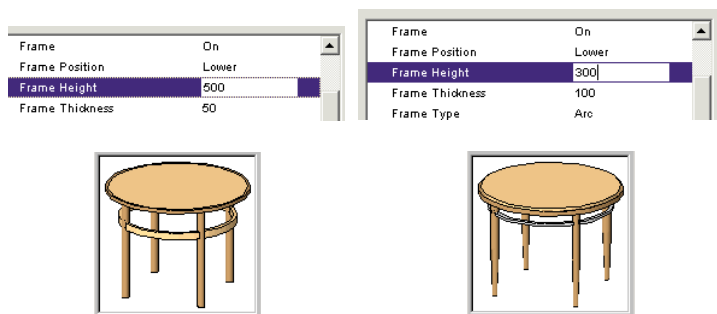 Frame On
Frame Position Lower
Frame Height 500
Frame Thickness 50
Frame On
Frame Position Lower
Frame Height 300
Frame Thickness 100
Frame Type Arc